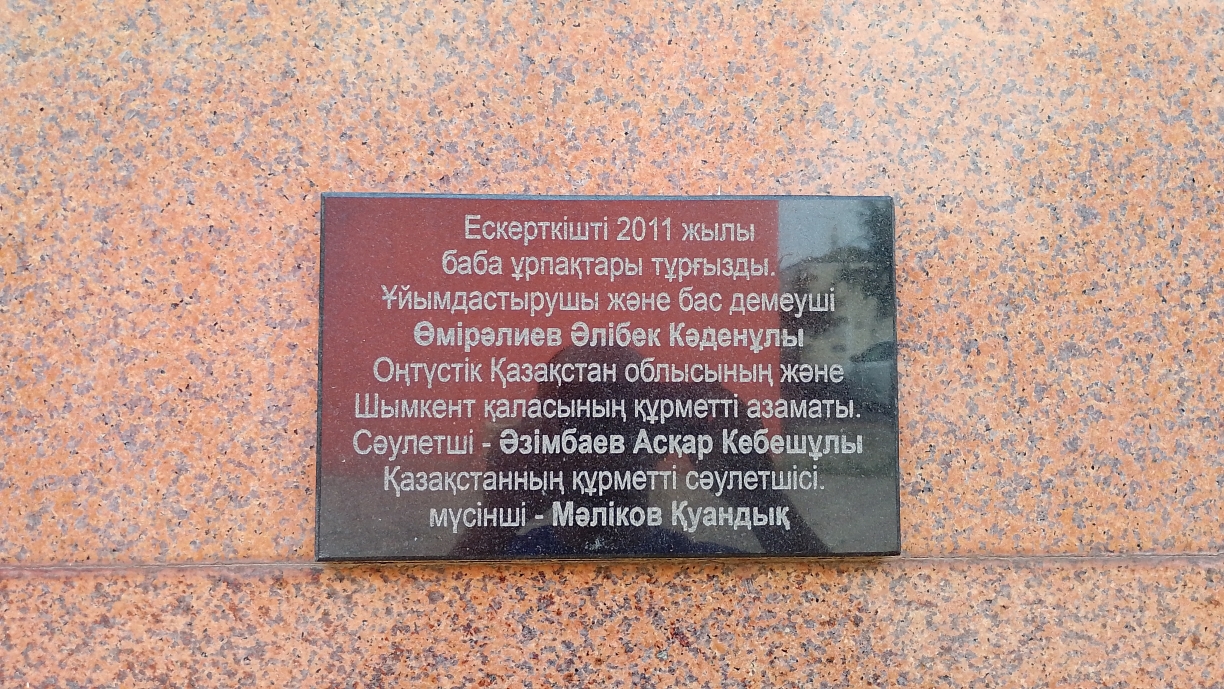 Ескерткішті 2011 жылы
баба ұрпақтары тұрғызды.
Ұйымдастырушы және бас демеуші
Өмірәлиев Әлібек Кәденұлы
Оңтүстік Қазақстан облысының және
Шымкент қаласының құрметті азаматы.
Сәулетші - Әзімбаев Асқар Кебешұлы
Қазақстанның құрметті сәулетшісі.
мүсінші - Мәліков Қуандық